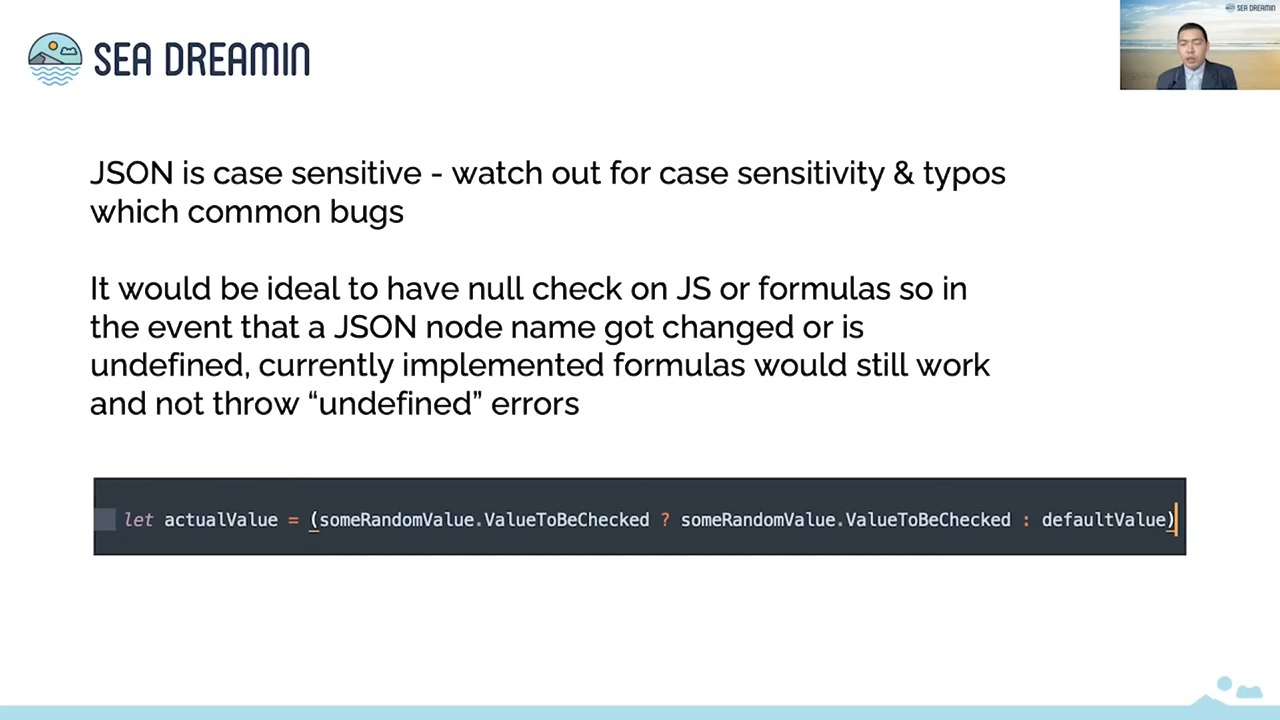 SEA DREAMIN
SEA DREAMIN
JSON is case sensitive - watch out for case sensitivity & typos
which common bugs
It would be ideal to have null check on JS or formulas so in
the event that a JSON node name got changed or is
undefined, currently implemented formulas would still work
and not throw “undefined” errors
let actualValue = (someRandomValue.ValueToBeChecked ? someRandomValue.ValueToBeChecked : defaultValue)